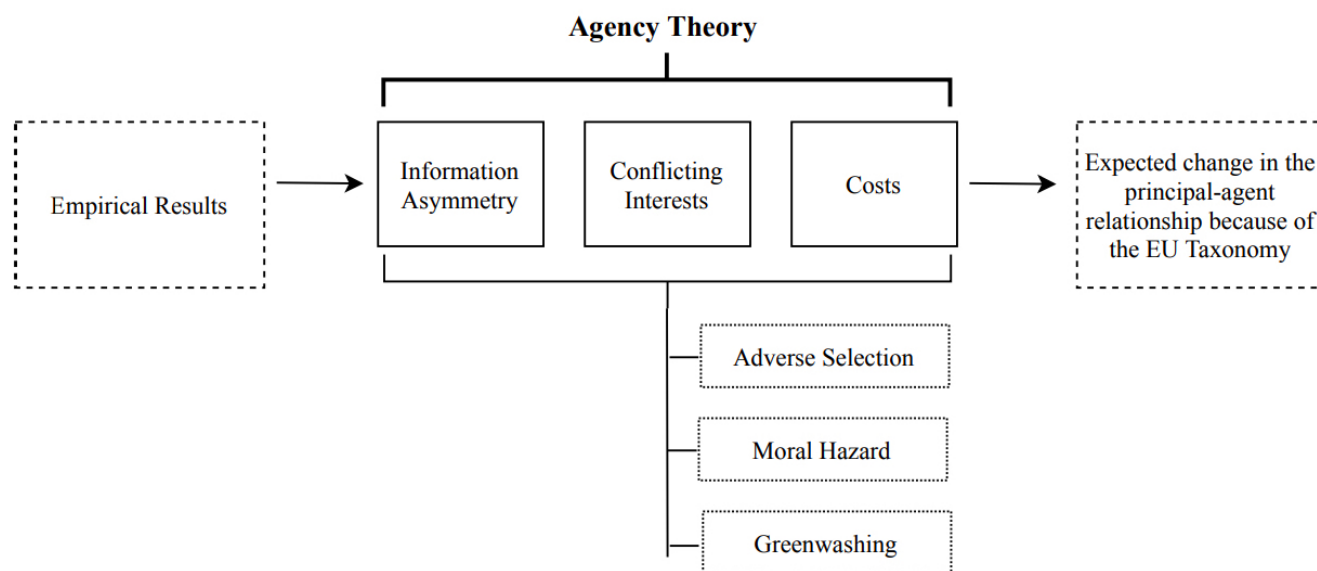 Agency Theory
Empirical Results
Information
Asymmetry
Conflicting
Interests
Costs
Expected change in the
principal-agent
relationship because of
the EU Taxonomy
Adverse Selection
Moral Hazard
Greenwashing